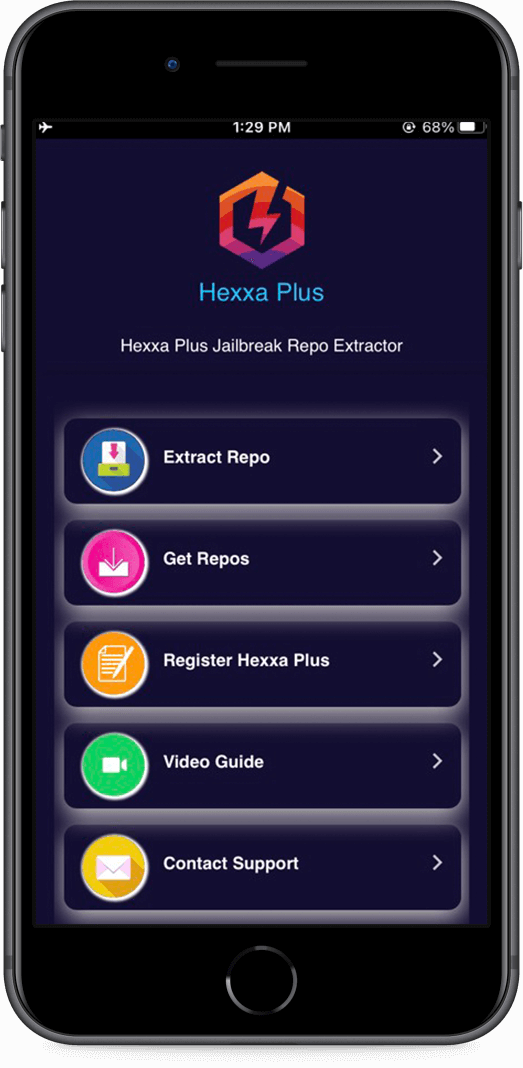 1:29 PM
68%
Hexxa Plus
Hexxa Plus Jailbreak Repo Extractor
Extract Repo
Get Repos
Register Hexxa Plus
Video Guide
Contact Support